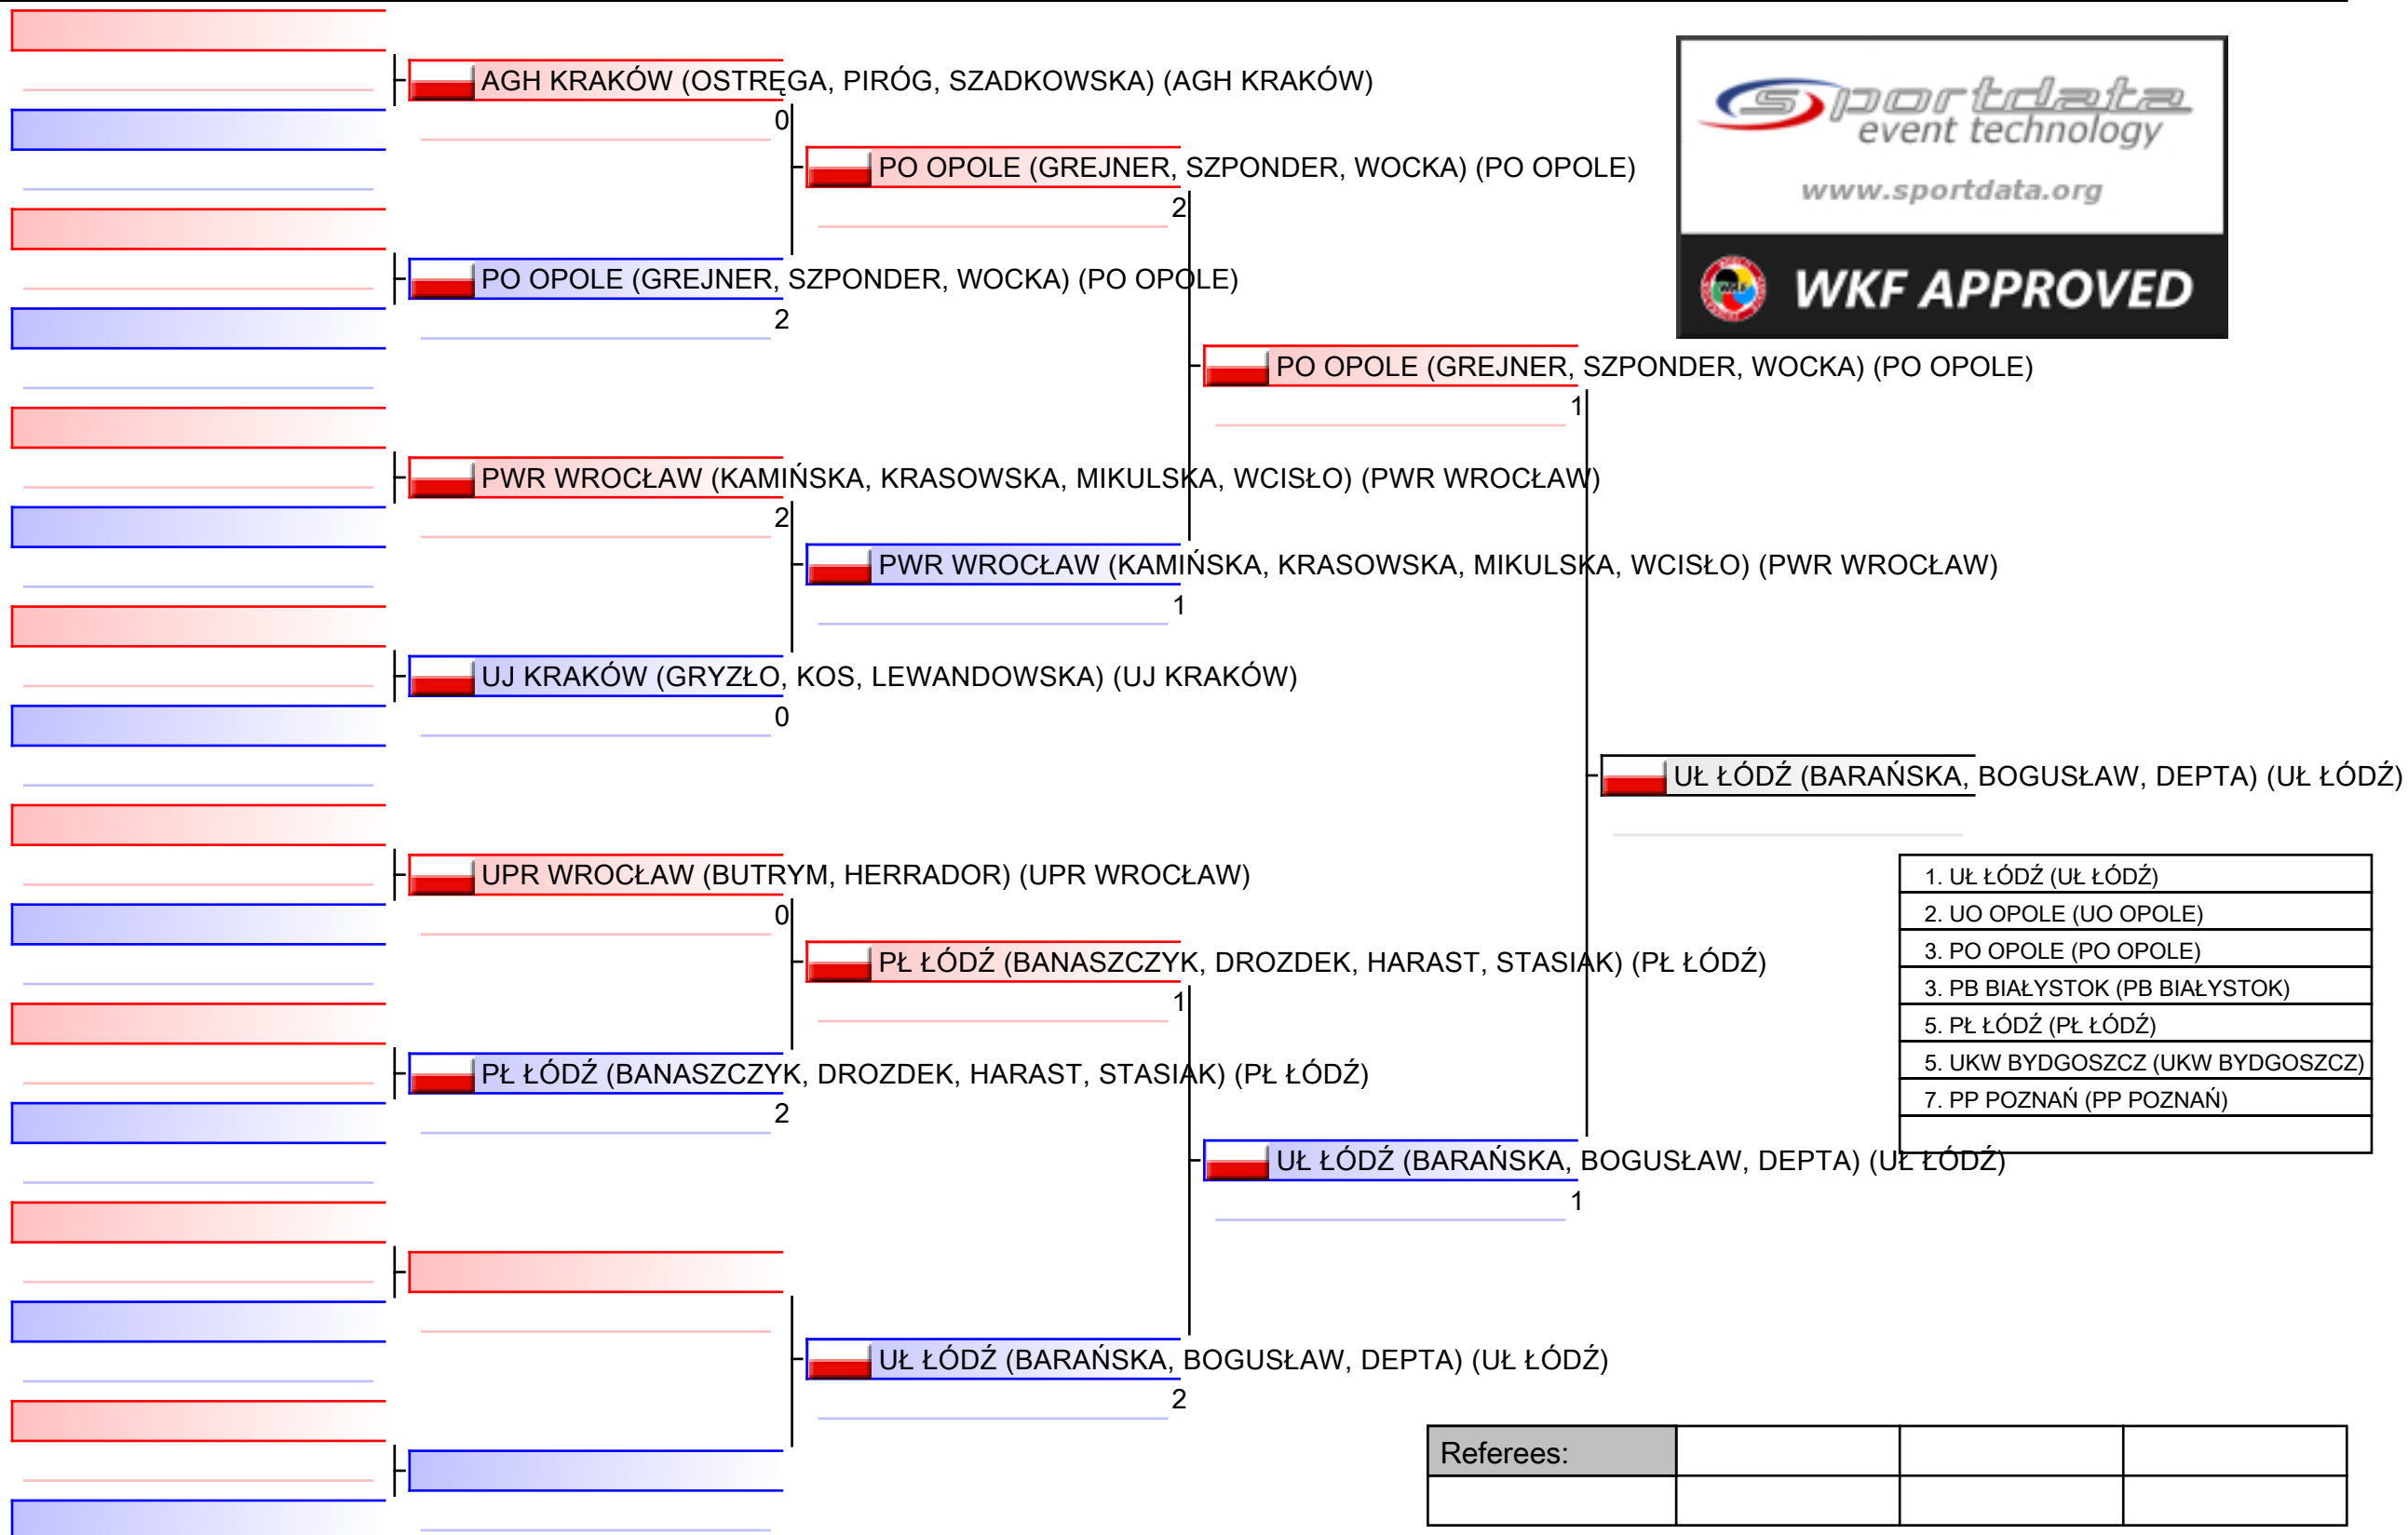 sportdata
event technology
www.sportdata.org
WKF APPROVED
AGH KRAKÓW (OSTRĘGA, PIRÓG, SZADKOWSKA) (AGH KRAKÓW)
0
PO OPOLE (GREJNER, SZPONDER, WOCKA) (PO OPOLE)
2
PO OPOLE (GREJNER, SZPONDER, WOCKA) (PO OPOLE)
2
PO OPOLE (GREJNER, SZPONDER, WOCKA) (PO OPOLE)
1
PWR WROCŁAW (KAMIŃSKA, KRASOWSKA, MIKULSKA, WCISŁO) (PWR WROCŁAW)
2
PWR WROCŁAW (KAMIŃSKA, KRASOWSKA, MIKULSKA, WCISŁO) (PWR WROCŁAW)
1
UJ KRAKÓW (GRYZŁO, KOS, LEWANDOWSKA) (UJ KRAKÓW)
0
UŁ ŁÓDŹ (BARAŃSKA, BOGUSŁAW, DEPTA) (UŁ ŁÓDŹ)
UPR WROCŁAW (BUTRYM, HERRADOR) (UPR WROCŁAW)
0
PŁ ŁÓDŹ (BANASZCZYK, DROZDEK, HARAST, STASIAK) (PŁ ŁÓDŹ)
1
PŁ ŁÓDŹ (BANASZCZYK, DROZDEK, HARAST, STASIAK) (PŁ ŁÓDŹ)
2
UŁ ŁÓDŹ (BARAŃSKA, BOGUSŁAW, DEPTA) (UŁ ŁÓDŹ)
1
UŁ ŁÓDŹ (BARAŃSKA, BOGUSŁAW, DEPTA) (UŁ ŁÓDŹ)
2
1. UŁ ŁÓDŹ (UŁ ŁÓDŹ)
2. UO OPOLE (UO OPOLE)
3. PO OPOLE (PO OPOLE)
3. PB BIAŁYSTOK (PB BIAŁYSTOK)
5. PŁ ŁÓDŹ (PŁ ŁÓDŹ)
5. UKW BYDGOSZCZ (UKW BYDGOSZCZ)
7. PP POZNAŃ (PP POZNAŃ)
Referees: